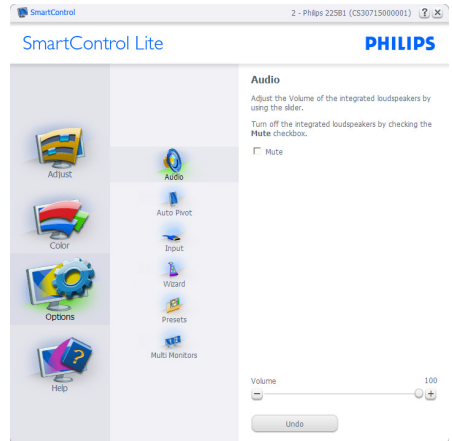 SmartControl
2 - Philips 225B1 (CS30715000001)
SmartControl Lite
PHILIPS
Adjust
Color
Options
Help
Audio
Auto Pivot
Input
Wizard
Presets
Multi Monitors
Audio
Adjust the Volume of the integrated loudspeakers by
using the slider.
Turn off the integrated loudspeakers by checking the
Mute checkbox.
Mute
Volume 100
Undo